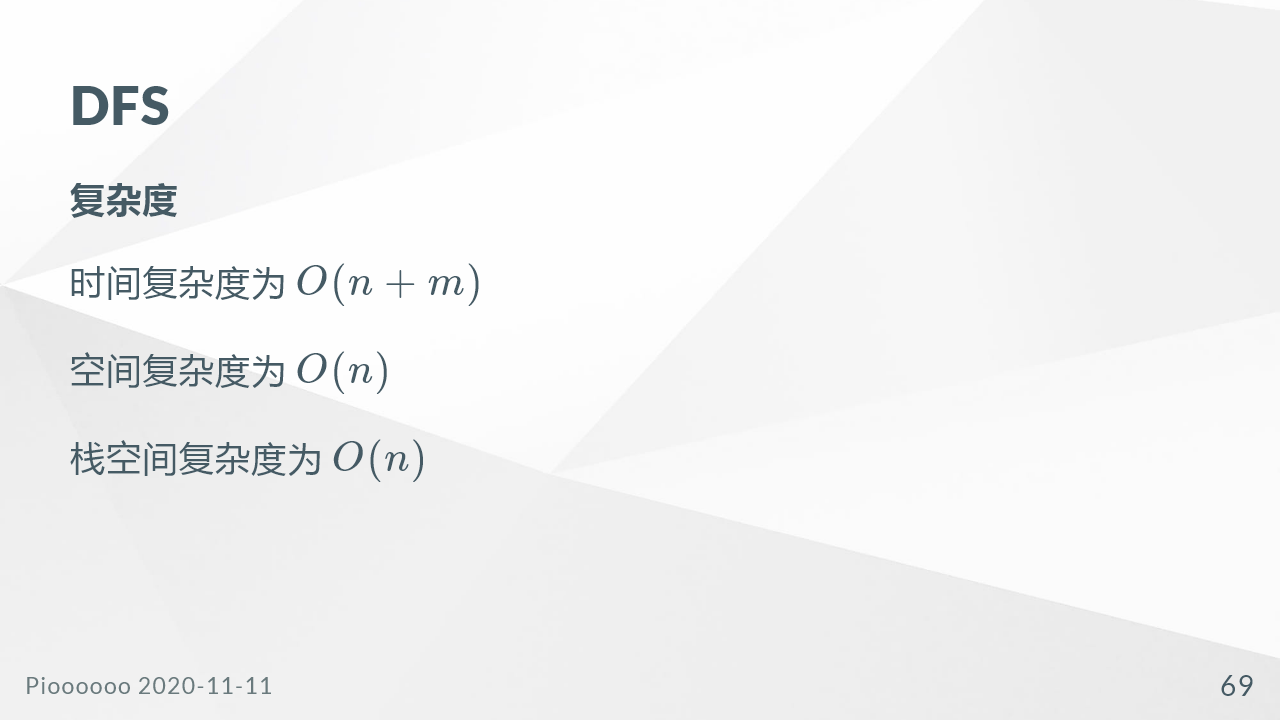 DFS
复杂度
时间复杂度为 O(n + m)
空间复杂度为 O(n)
栈空间复杂度为 O(n)
Pioooooo 2020-11-11
69